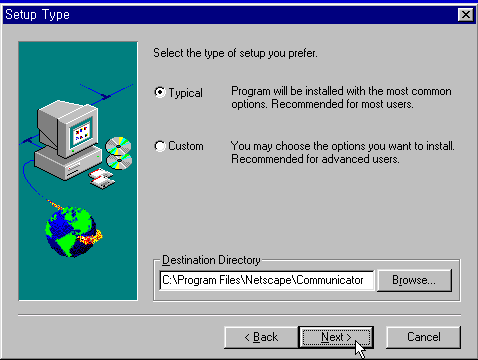 Setup Type
Select the type of setup you prefer.
Typical
Program will be installed with the most common
options. Recommended for most users.
Custom
You may choose the options you want to install.
Recommended for advanced users.
Destination Directory
C:\Program Files\Netscape\Communicator
Browse...
< Back
Next >
Cancel